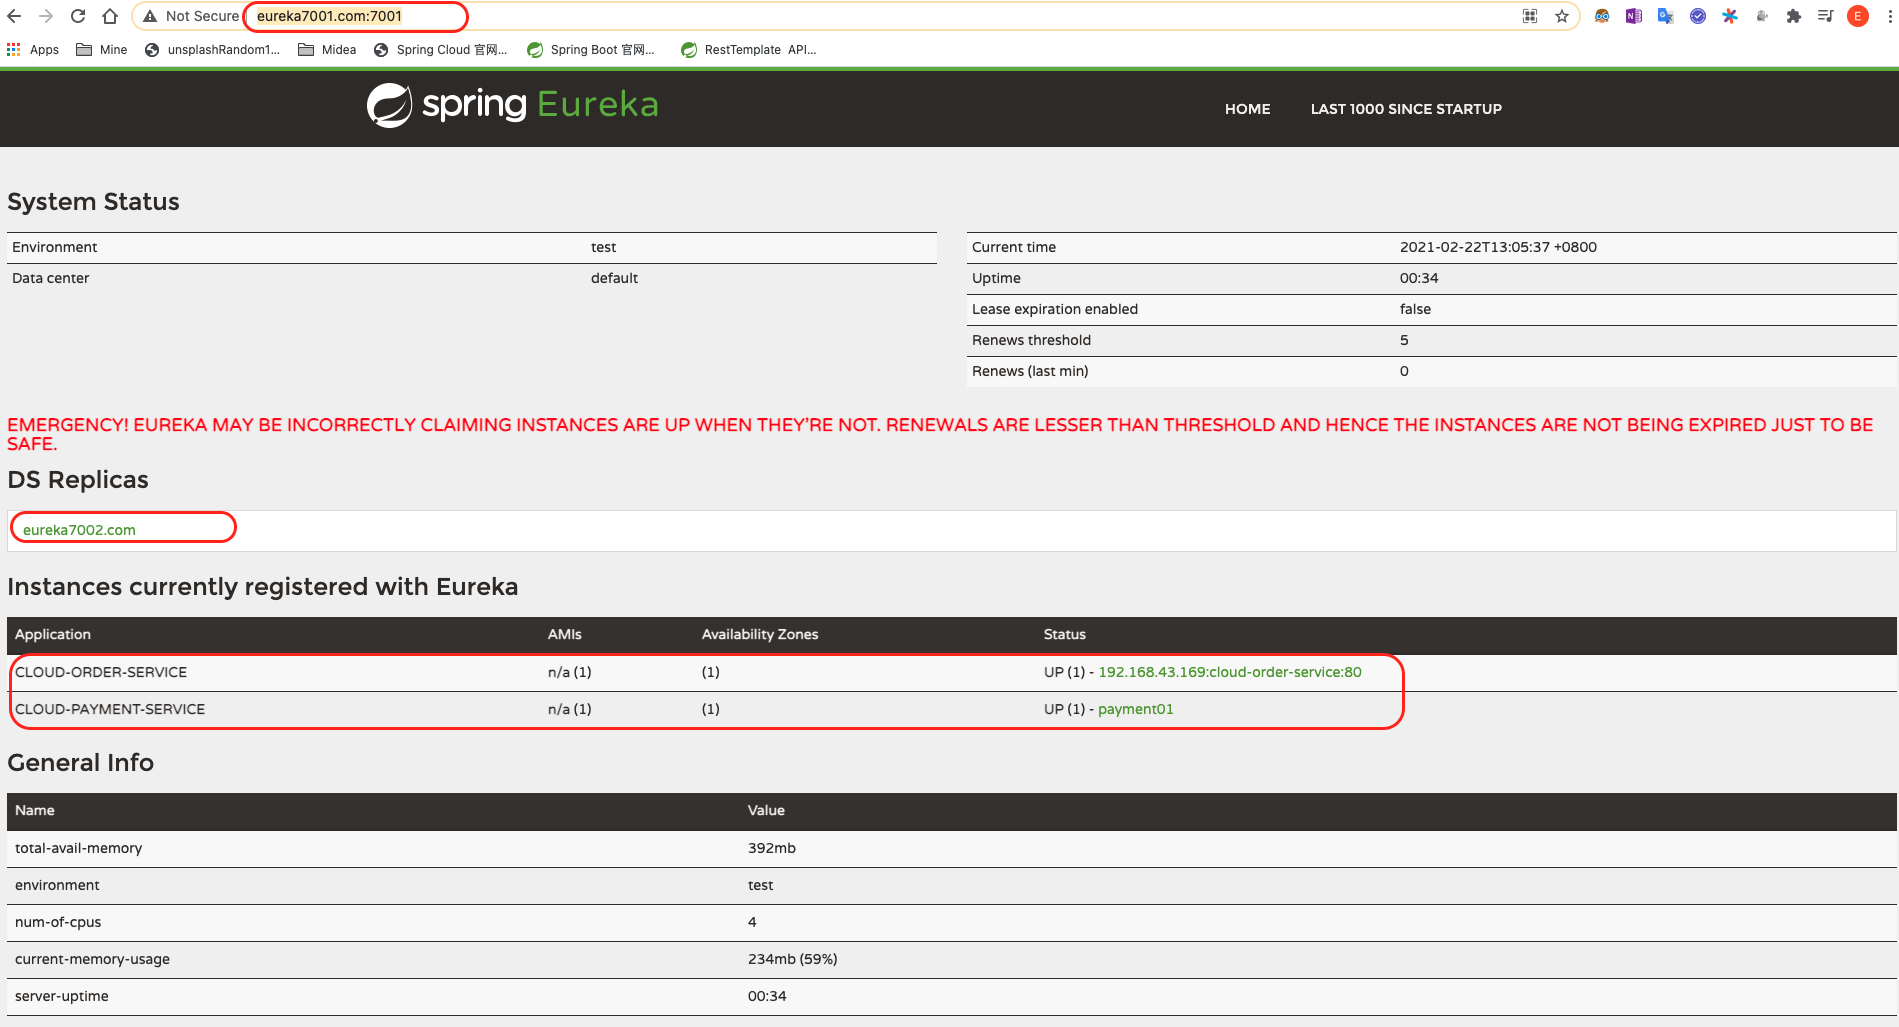 Not Secure eureka7001.com:7001 E
Apps Mine unsplashRandom1... Midea Spring Cloud 官网... Spring Boot 官网... RestTemplate API...
spring Eureka HOME LAST 1000 SINCE STARTUP
System Status
Environment test
Data center default
Current time 2021-02-22T13:05:37 +0800
Uptime 00:34
Lease expiration enabled false
Renews threshold 5
Renews (last min) 0
EMERGENCY! EUREKA MAY BE INCORRECTLY CLAIMING INSTANCES ARE UP WHEN THEY'RE NOT. RENEWALS ARE LESSER THAN THRESHOLD AND HENCE THE INSTANCES ARE NOT BEING EXPIRED JUST TO BE
SAFE.
DS Replicas
eureka7002.com
Instances currently registered with Eureka
Application AMIs Availability Zones Status
CLOUD-ORDER-SERVICE n/a (1) (1) UP (1) - 192.168.43.169:cloud-order-service:80
CLOUD-PAYMENT-SERVICE n/a (1) (1) UP (1) - payment01
General Info
Name Value
total-avail-memory 392mb
environment test
num-of-cpus 4
current-memory-usage 234mb (59%)
server-uptime 00:34